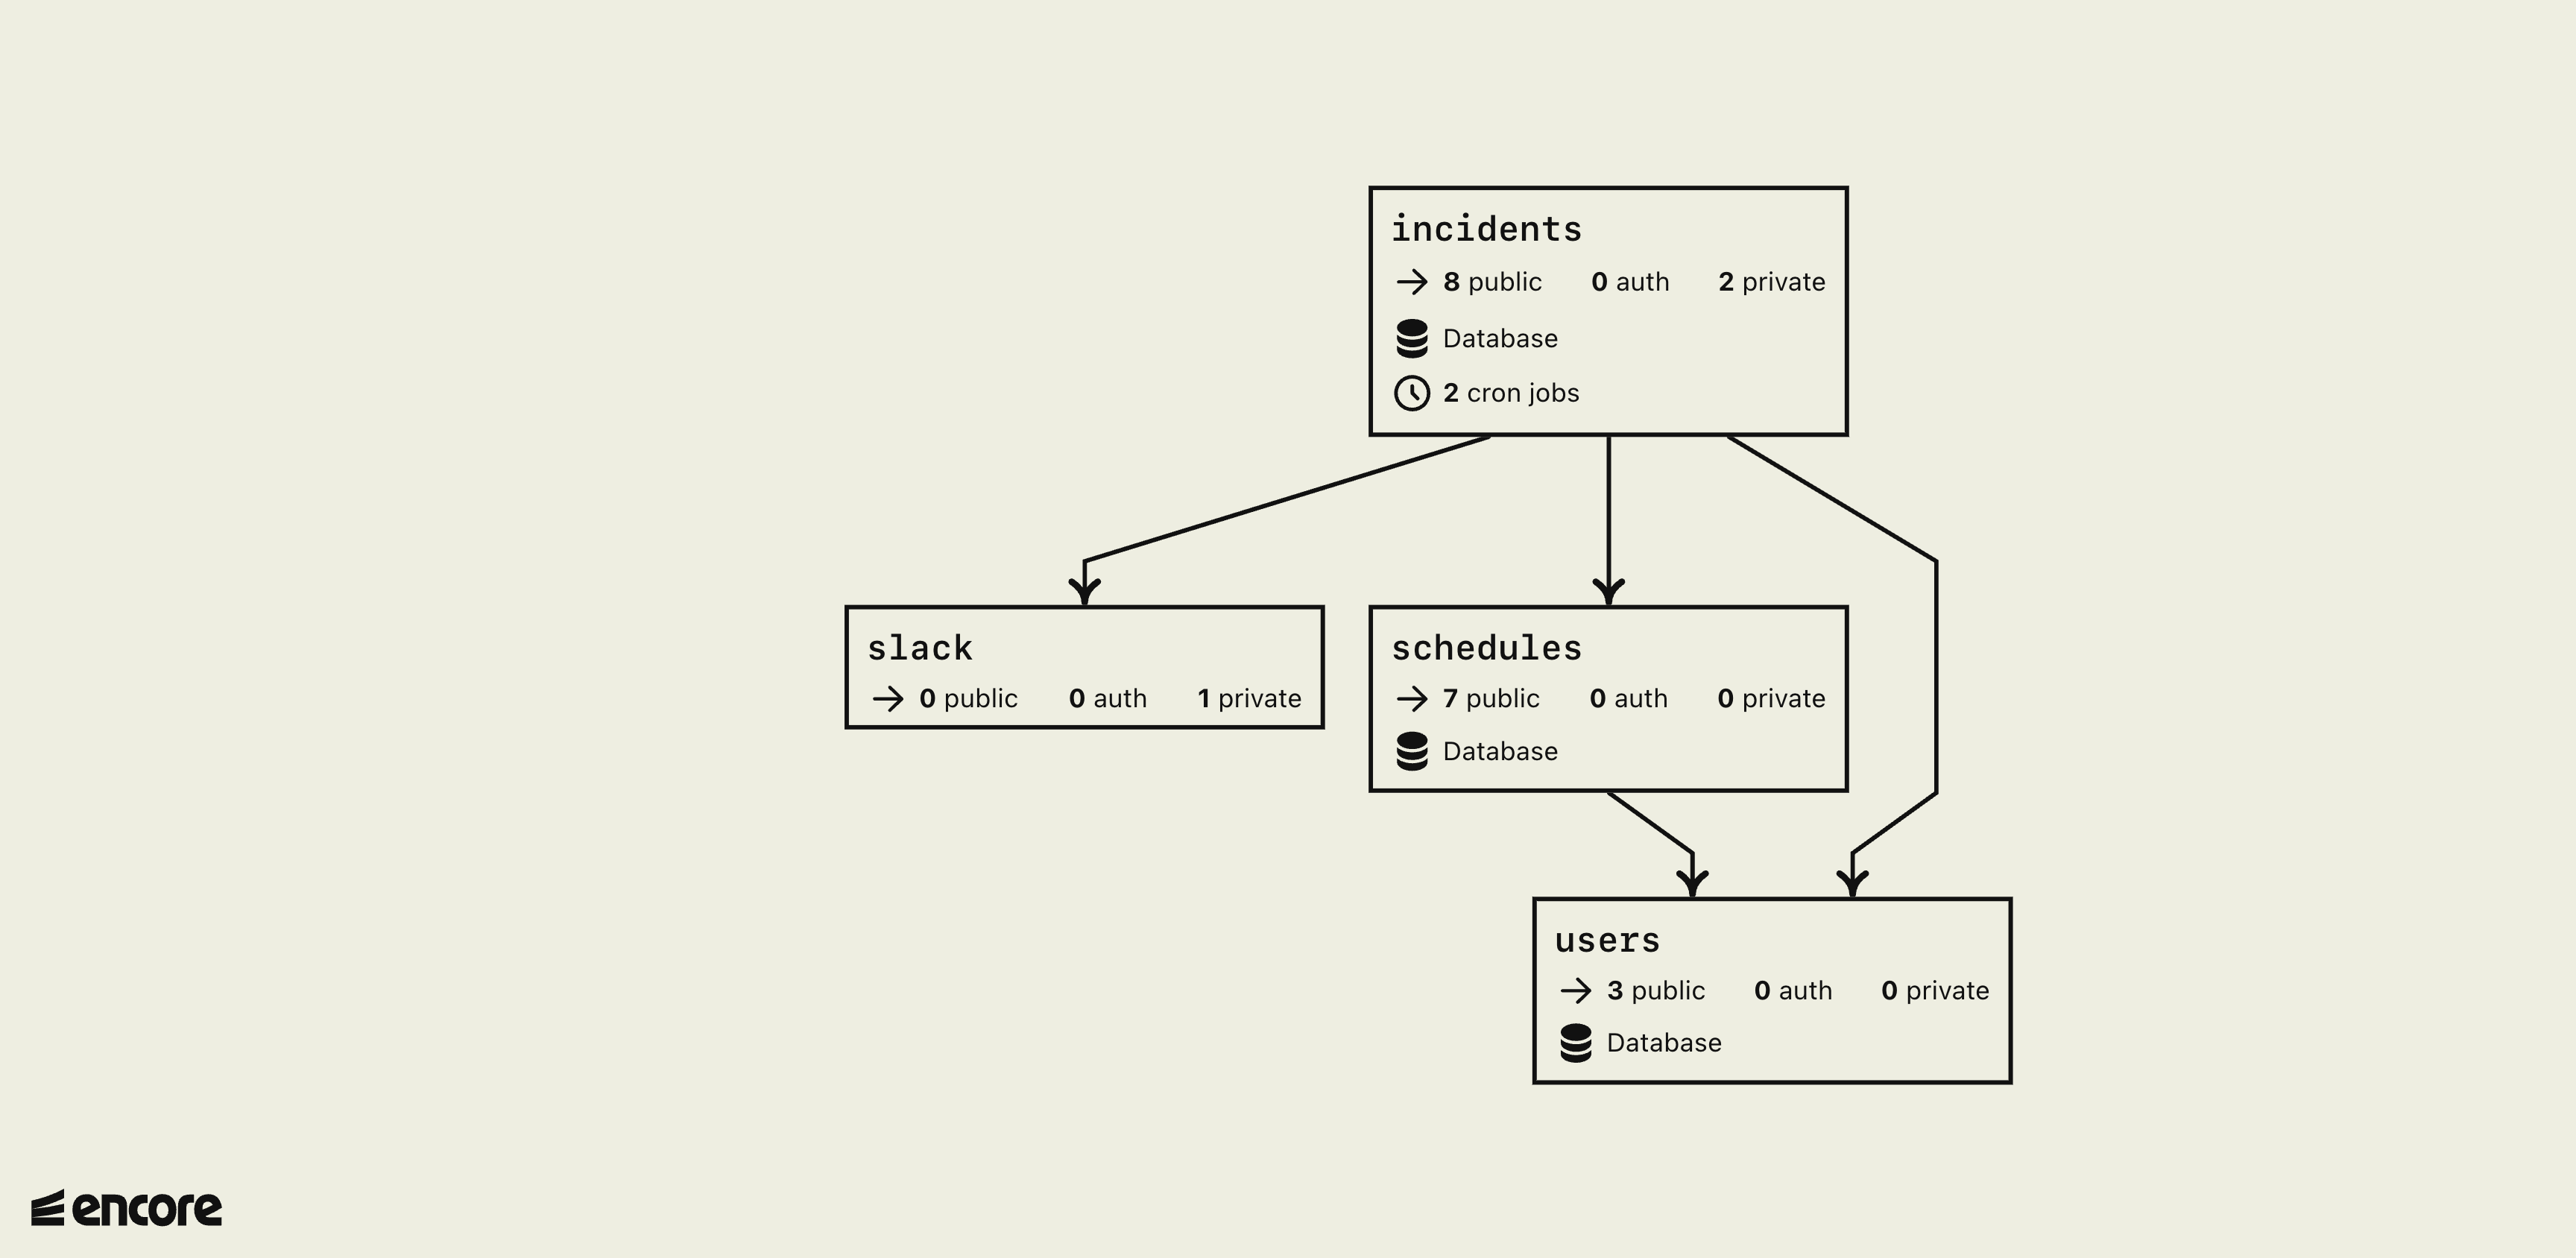 incidents
8 public 0 auth 2 private
Database
2 cron jobs
slack
0 public 0 auth 1 private
schedules
7 public 0 auth 0 private
Database
users
3 public 0 auth 0 private
Database
encore